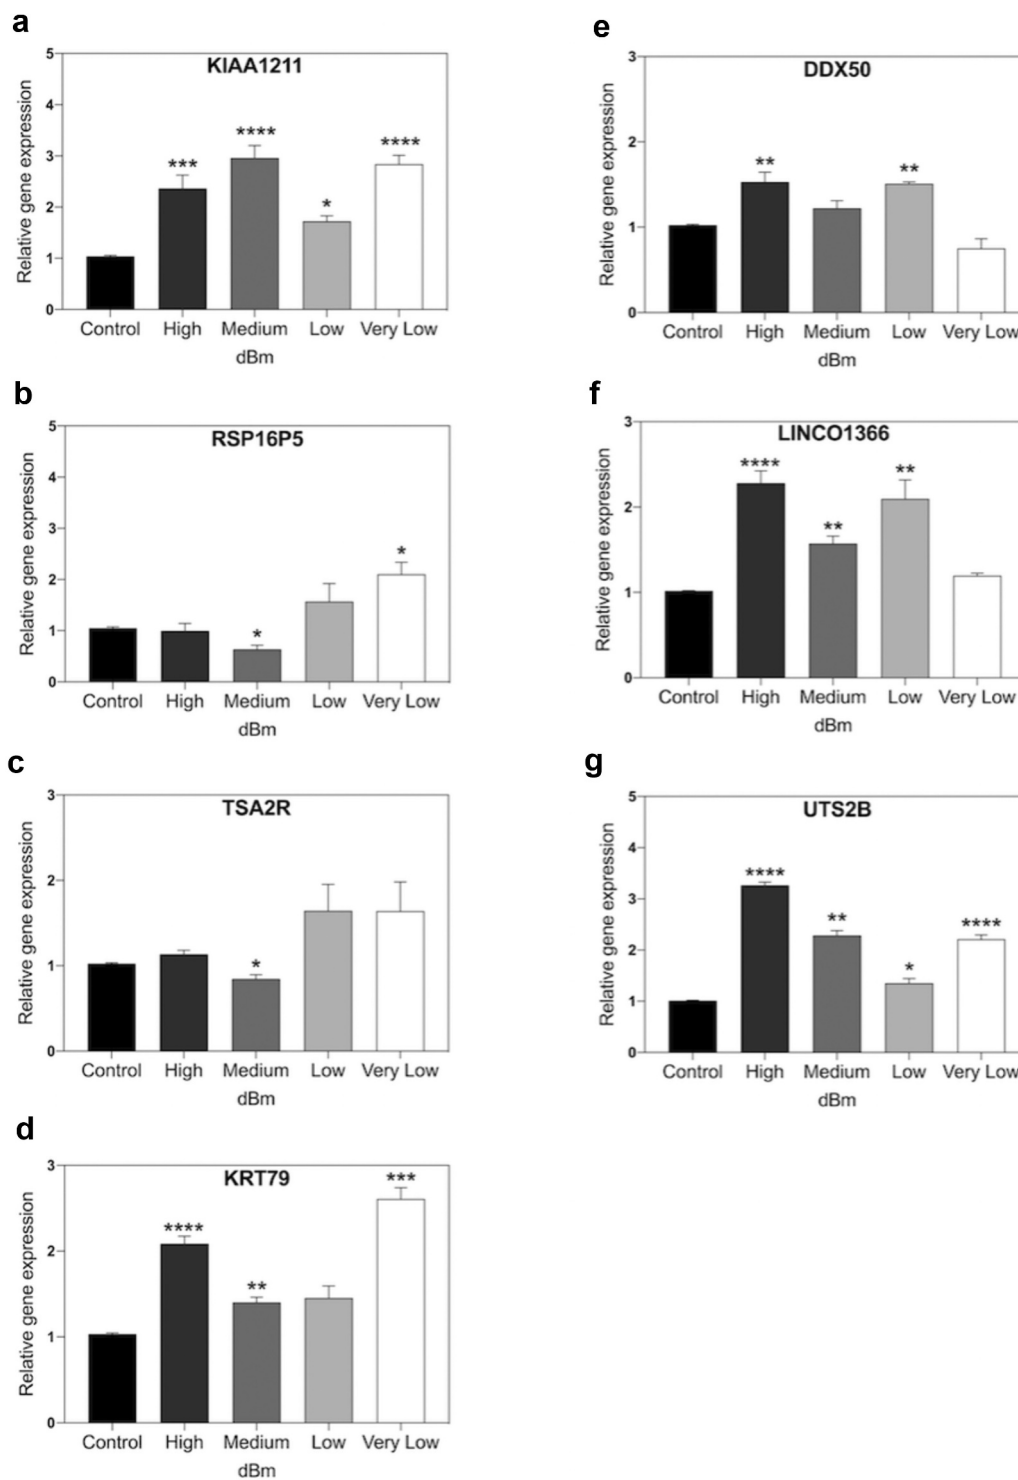 a
KIAA1211
Relative gene expression
5
4
3
2
1
0
***
****
*
****
Control High Medium Low Very Low
dBm
b
RSP16P5
Relative gene expression
5
4
3
2
1
0
*
*
Control High Medium Low Very Low
dBm
c
TSA2R
Relative gene expression
3
2
1
0
*
Control High Medium Low Very Low
dBm
d
KRT79
Relative gene expression
3
2
1
0
****
**
***
Control High Medium Low Very Low
dBm
e
DDX50
Relative gene expression
3
2
1
0
**
**
Control High Medium Low Very Low
dBm
f
LINCO1366
Relative gene expression
3
2
1
0
****
**
**
Control High Medium Low Very Low
dBm
g
UTS2B
Relative gene expression
5
4
3
2
1
0
****
**
*
****
Control High Medium Low Very Low
dBm